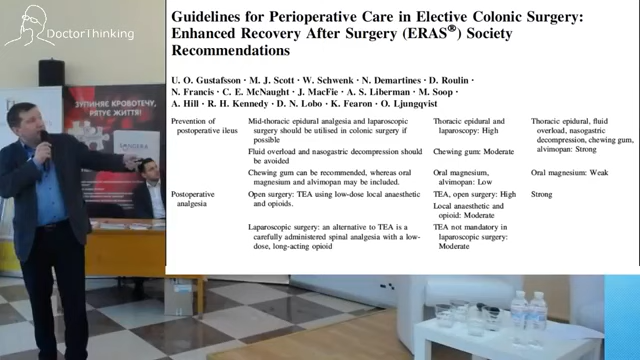 DoctorThinking
ЗУПИНЯЄ КРОВОТЕЧУ,
РЯТУЄ ЖИТТЯ!
Guidelines for Perioperative Care in Elective Colonic Surgery:
Enhanced Recovery After Surgery (ERAS®) Society
Recommendations
U. O. Gustafsson · M. J. Scott · W. Schwenk · N. Demartines · D. Roulin ·
N. Francis · C. E. McNaught · J. MacFie · A. S. Liberman · M. Soop ·
A. Hill · R. H. Kennedy · D. N. Lobo · K. Fearon · O. Ljungqvist
Prevention of
postoperative ileus
Mid-thoracic epidural analgesia and laparoscopic
surgery should be utilised in colonic surgery if
possible
Thoracic epidural and
laparoscopy: High
Thoracic epidural, fluid
overload, nasogastric
decompression, chewing gum,
alvimopan: Strong
Fluid overload and nasogastric decompression should
be avoided
Chewing gum: Moderate
Chewing gum can be recommended, whereas oral
magnesium and alvimopan may be included.
Oral magnesium,
alvimopan: Low
Oral magnesium: Weak
Postoperative
analgesia
Open surgery: TEA using low-dose local anaesthetic
and opioids.
TEA, open surgery: High
Local anaesthetic and
opioid: Moderate
Strong
Laparoscopic surgery: an alternative to TEA is a
carefully administered spinal analgesia with a low-
dose, long-acting opioid
TEA not mandatory in
laparoscopic surgery:
Moderate